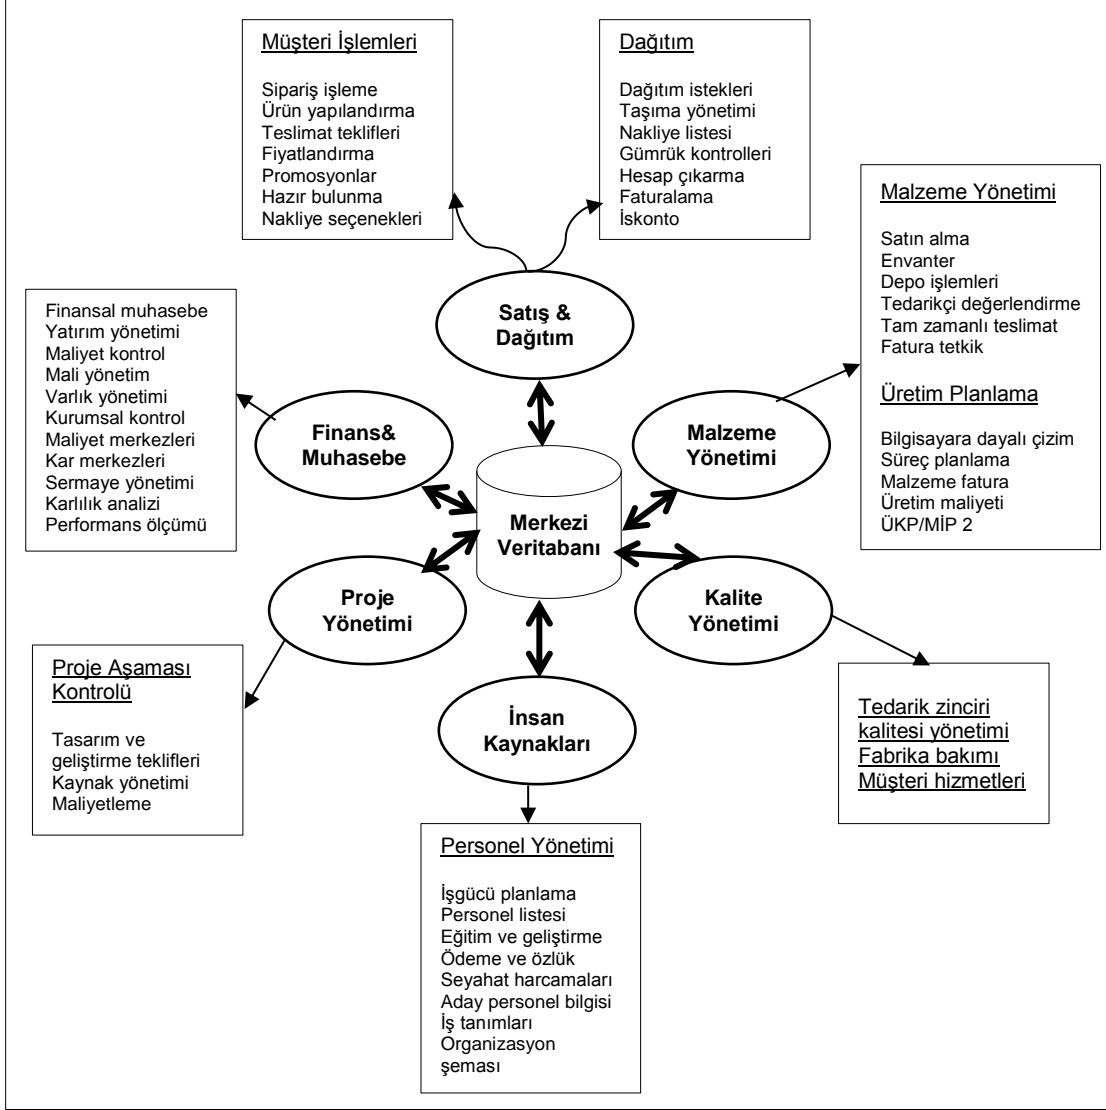 Müşteri İşlemleri
Sipariş işleme
Ürün yapılandırma
Teslimat teklifleri
Fiyatlandırma
Promosyonlar
Hazır bulunma
Nakliye seçenekleri
Dağıtım
Dağıtım istekleri
Taşıma yönetimi
Nakliye listesi
Gümrük kontrolleri
Hesap çıkarma
Faturalama
İskonto
Malzeme Yönetimi
Satın alma
Envanter
Depo işlemleri
Tedarikçi değerlendirme
Tam zamanlı teslimat
Fatura tetkik
Üretim Planlama
Bilgisayara dayalı çizim
Süreç planlama
Malzeme fatura
Üretim maliyeti
ÜKP/MİP 2
Finansal muhasebe
Yatırım yönetimi
Maliyet kontrol
Mali yönetim
Varlık yönetimi
Kurumsal kontrol
Maliyet merkezleri
Kar merkezleri
Sermaye yönetimi
Karlılık analizi
Performans ölçümü
Satış &
Dağıtım
Finans&
Muhasebe
Malzeme
Yönetimi
Merkezi
Veritabanı
Proje
Yönetimi
Kalite
Yönetimi
İnsan
Kaynakları
Proje Aşaması
Kontrolü
Tasarım ve
geliştirme teklifleri
Kaynak yönetimi
Maliyetleme
Tedarik zinciri
kalitesi yönetimi
Fabrika bakımı
Müşteri hizmetleri
Personel Yönetimi
İşgücü planlama
Personel listesi
Eğitim ve geliştirme
Ödeme ve özlük
Seyahat harcamaları
Aday personel bilgisi
İş tanımları
Organizasyon
şeması